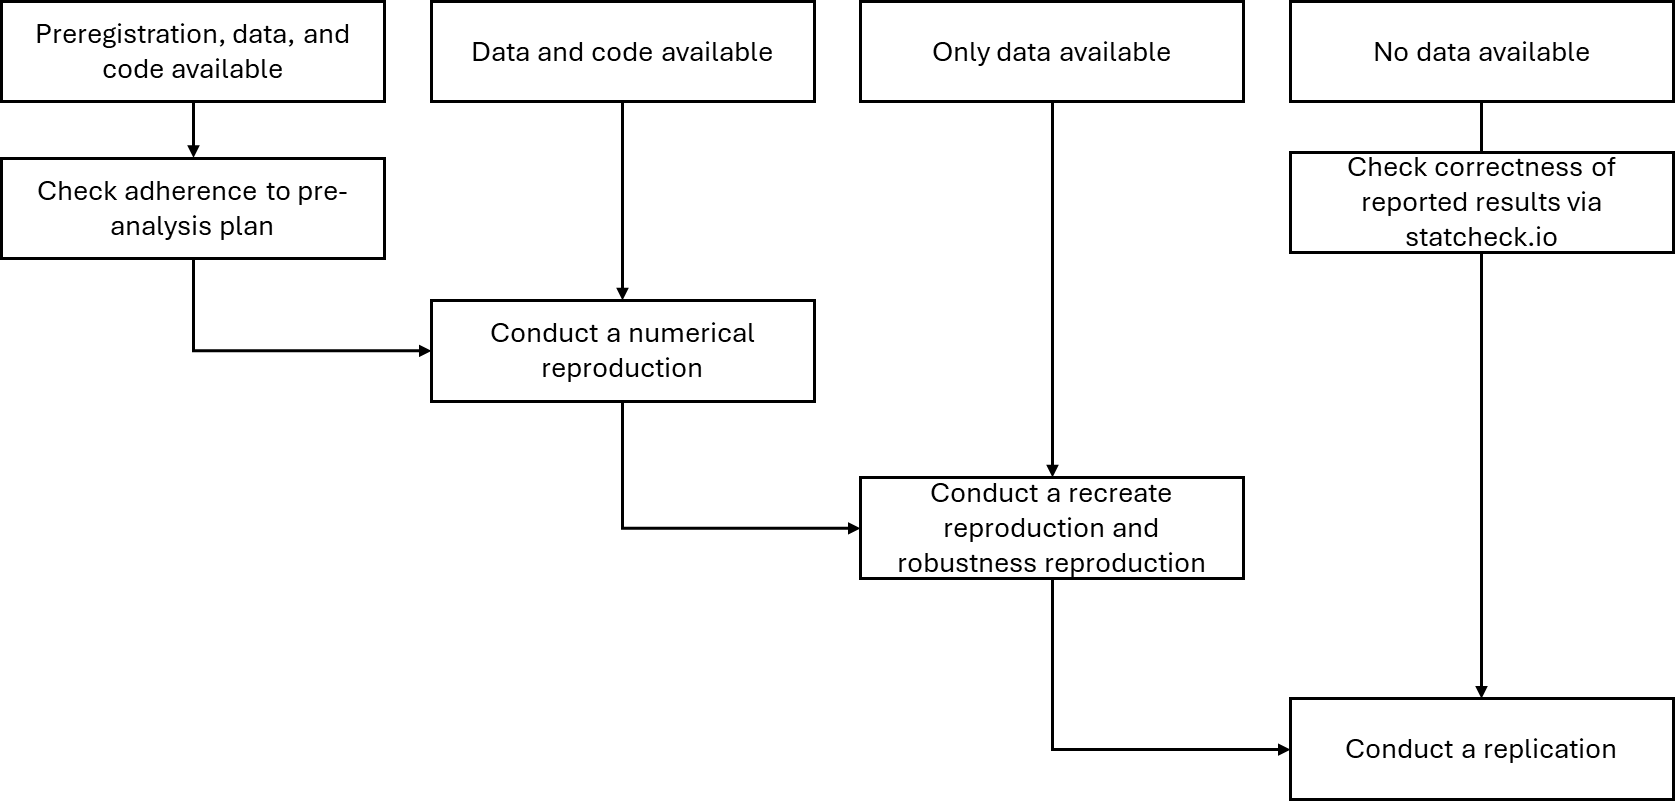 Preregistration, data, and
code available
Data and code available
Only data available
No data available
Check adherence to pre-
analysis plan
Check correctness of
reported results via
statcheck.io
Conduct a numerical
reproduction
Conduct a recreate
reproduction and
robustness reproduction
Conduct a replication